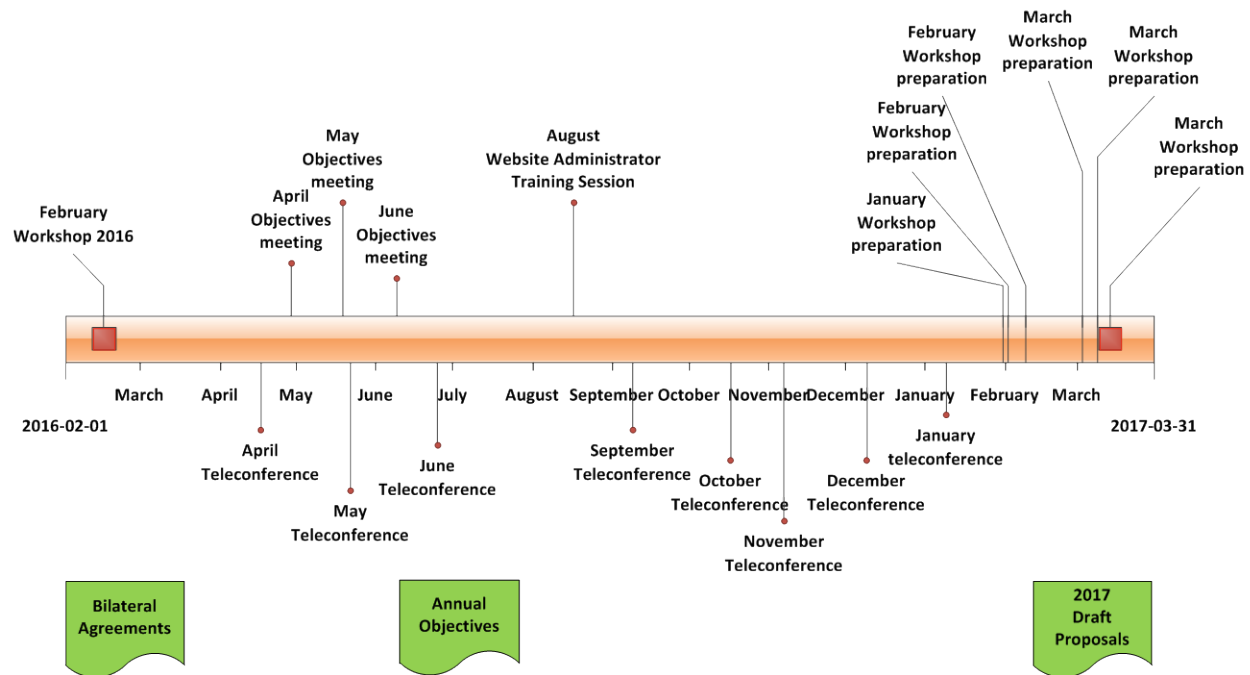 February
Workshop
preparation
March
Workshop
preparation
March
Workshop
preparation
February
Workshop
preparation
March
Workshop
preparation
May
Objectives
meeting
August
Website Administrator
Training Session
April
Objectives
meeting
January
Workshop
preparation
February
Workshop 2016
June
Objectives
meeting
March
April
May
June
July
August
September
October
November
December
January
February
March
2016-02-01
2017-03-31
April
Teleconference
May
Teleconference
June
Teleconference
September
Teleconference
October
Teleconference
November
Teleconference
December
Teleconference
January
teleconference
Bilateral
Agreements
Annual
Objectives
2017
Draft
Proposals